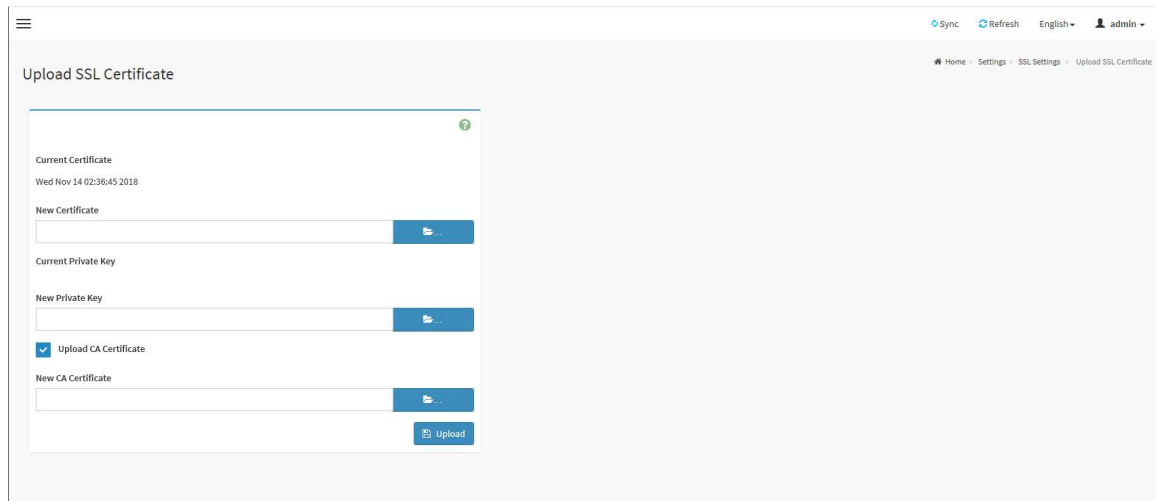 Sync Refresh English admin
Home > Settings > SSL Settings > Upload SSL Certificate
Upload SSL Certificate
Current Certificate
Wed Nov 14 02:36:45 2018
New Certificate
...
Current Private Key
New Private Key
...
Upload CA Certificate
New CA Certificate
...
Upload